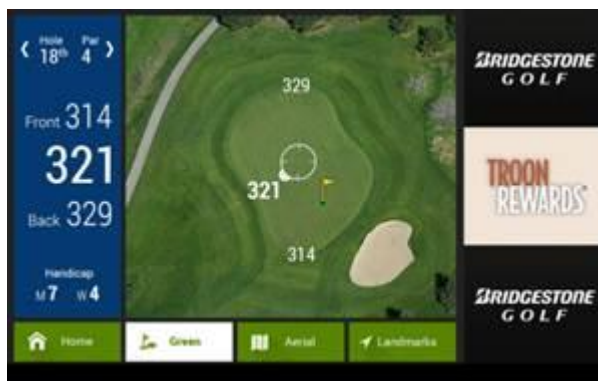 Hole Par
18th 4
Front 314
321
Back 329
Handicap
M7 W4
329
321
314
BRIDGESTONE
GOLF
TROON
REWARDS
BRIDGESTONE
GOLF
Home Green Aerial Landmarks